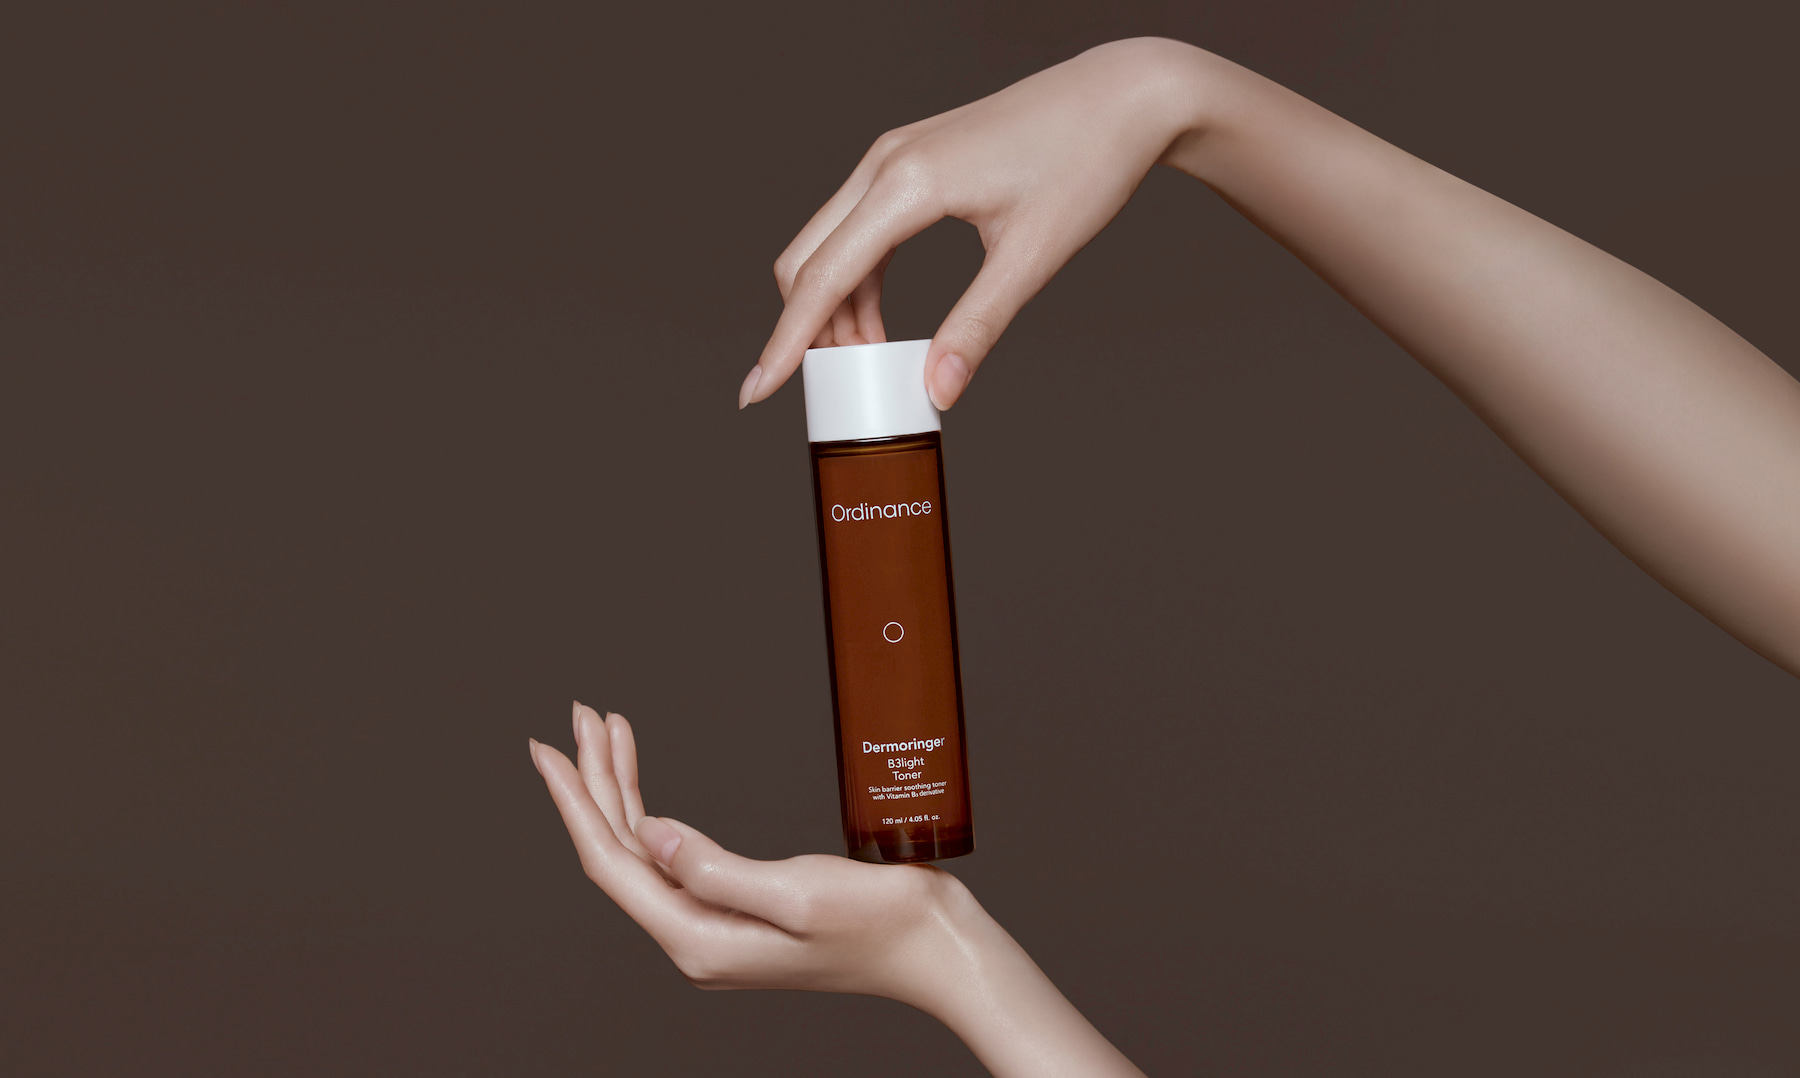 Ordinance
Dermoringer
B3light
Toner
Skin barrier soothing toner
with Vitamin B₃ derivative
120 ml / 4.05 fl. oz.